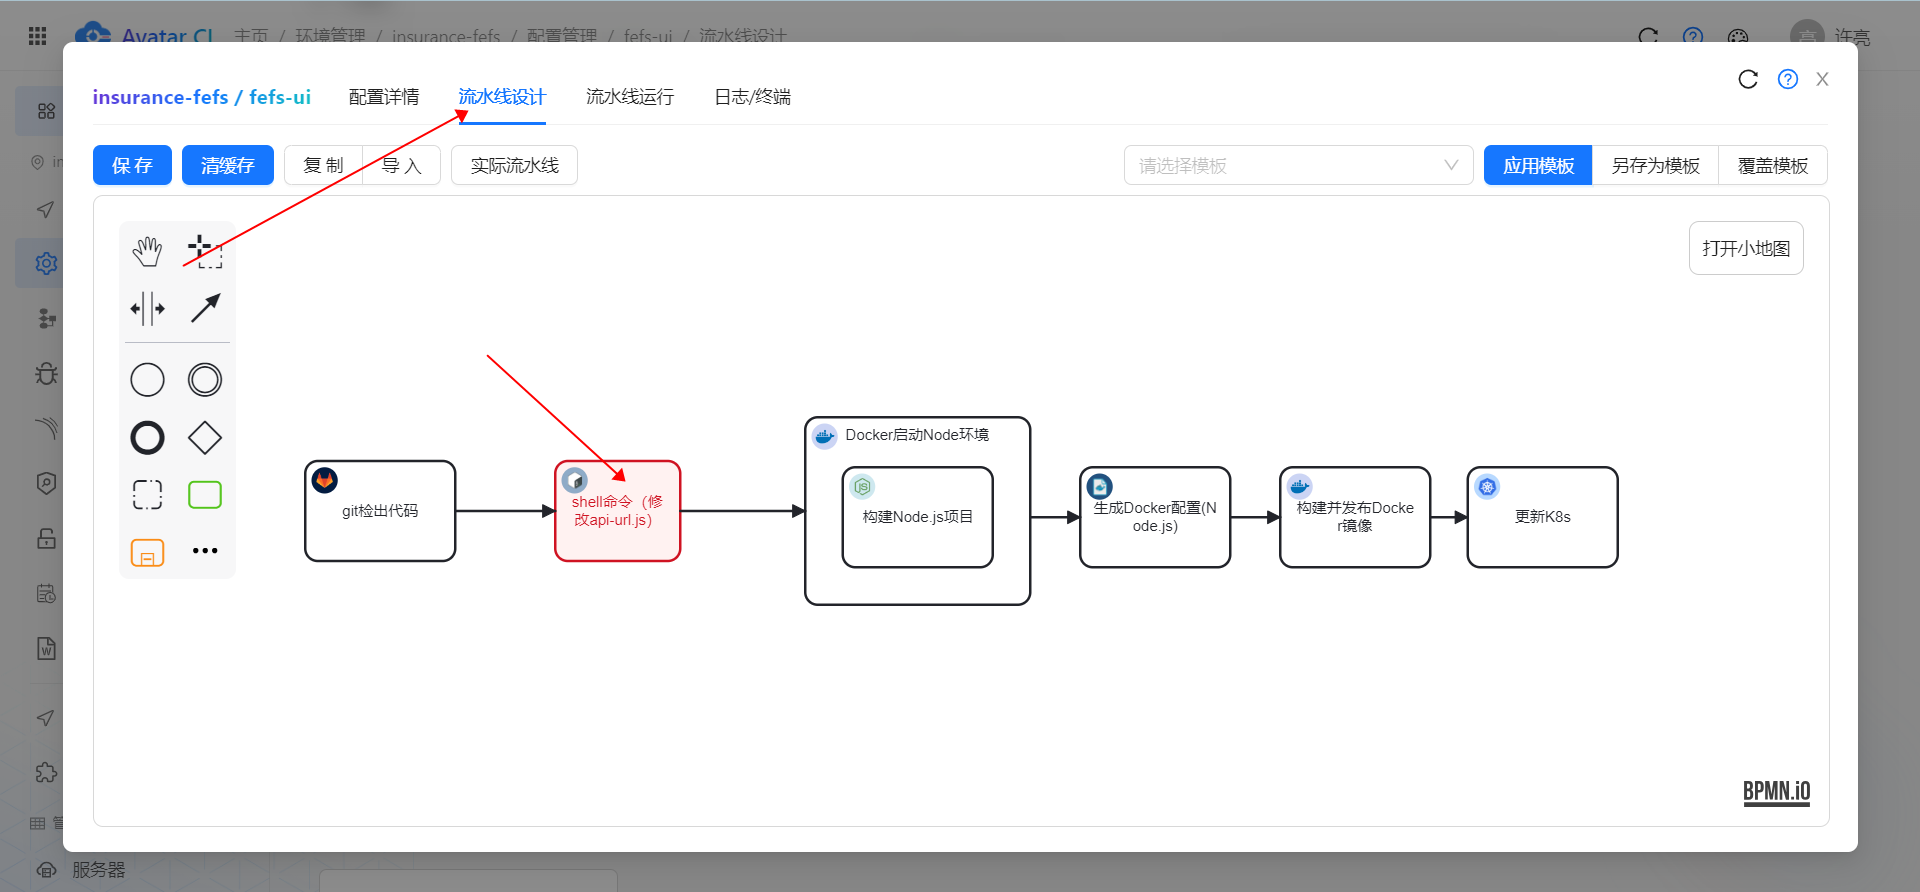 Avatar CI 主页 / 环境管理 / insurance-fefs / 配置管理 / fefs-ui / 流水线设计
亮 许亮
insurance-fefs / fefs-ui 配置详情 流水线设计 流水线运行 日志/终端
X
保存 清缓存 复制 导入 实际流水线 请选择模板 应用模板 另存为模板 覆盖模板
in
打开小地图
git检出代码
shell命令（修
改api-url.js）
Docker启动Node环境
构建Node.js项目
生成Docker配置(N
ode.js)
构建并发布Docke
r镜像
更新K8s
BPMN.iO
管
服务器